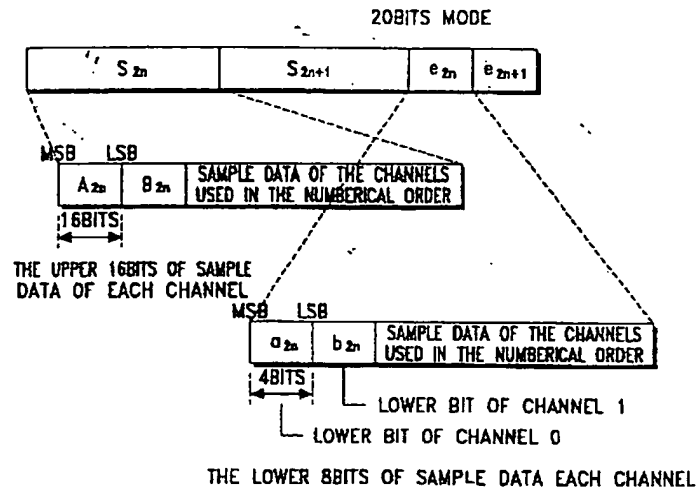 20BITS MODE
S2n S2n+1 e2n e2n+1
MSB LSB
A2n B2n SAMPLE DATA OF THE CHANNELS
USED IN THE NUMBERICAL ORDER
16BITS
THE UPPER 16BITS OF SAMPLE
DATA OF EACH CHANNEL
MSB LSB
a2n b2n SAMPLE DATA OF THE CHANNELS
USED IN THE NUMBERICAL ORDER
4BITS
LOWER BIT OF CHANNEL 1
LOWER BIT OF CHANNEL 0
THE LOWER 8BITS OF SAMPLE DATA EACH CHANNEL